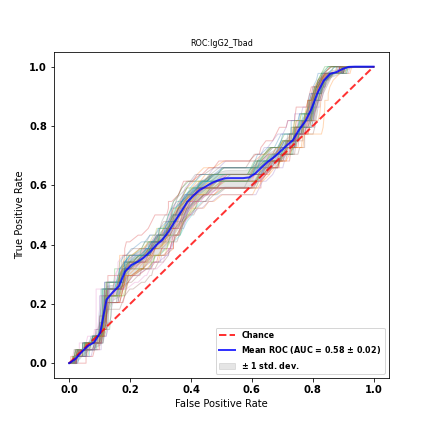 ROC:IgG2_Tbad
1.0
0.8
0.6
0.4
0.2
0.0
True Positive Rate
Chance
Mean ROC (AUC = 0.58 ± 0.02)
± 1 std. dev.
0.0 0.2 0.4 0.6 0.8 1.0
False Positive Rate